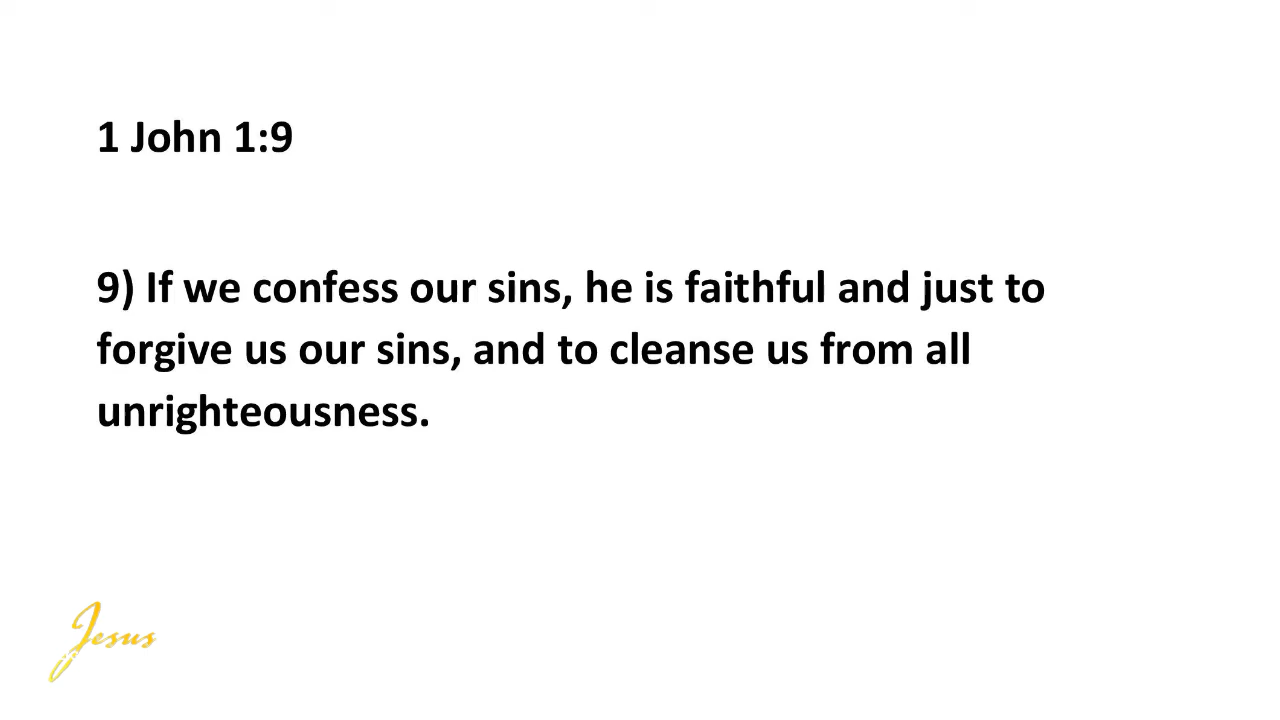 1 John 1:9
9) If we confess our sins, he is faithful and just to
forgive us our sins, and to cleanse us from all
unrighteousness.
Jesus